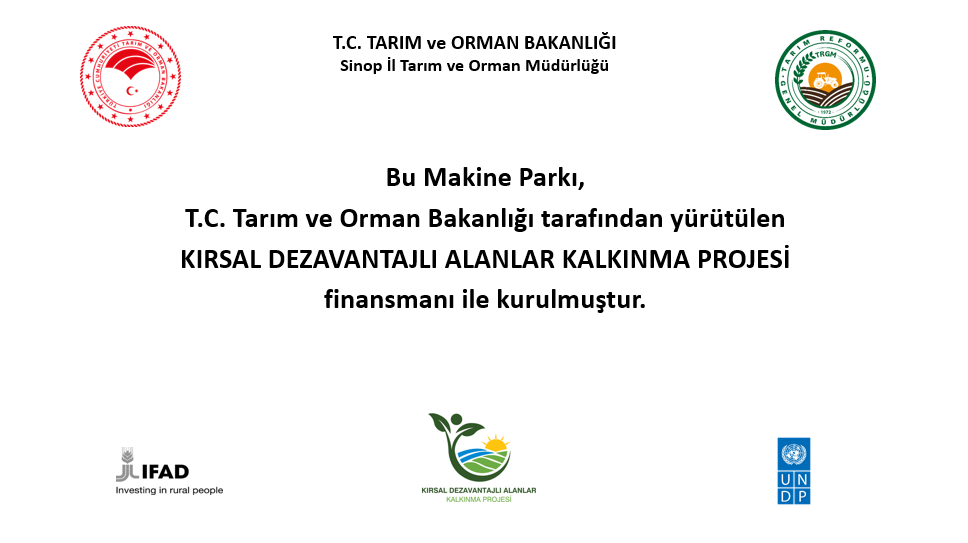 T.C. TARIM ve ORMAN BAKANLIĞI
Sinop İl Tarım ve Orman Müdürlüğü
TÜRKİYE CUMHURİYETİ TARIM VE ORMAN BAKANLIĞI
TARIM REFORMU
GENEL MÜDÜRLÜĞÜ
TRGM
1972
Bu Makine Parkı,
T.C. Tarım ve Orman Bakanlığı tarafından yürütülen
KIRSAL DEZAVANTAJLI ALANLAR KALKINMA PROJESİ
finansmanı ile kurulmuştur.
IFAD
Investing in rural people
KIRSAL DEZAVANTAJLI ALANLAR
KALKINMA PROJESİ
UN
DP